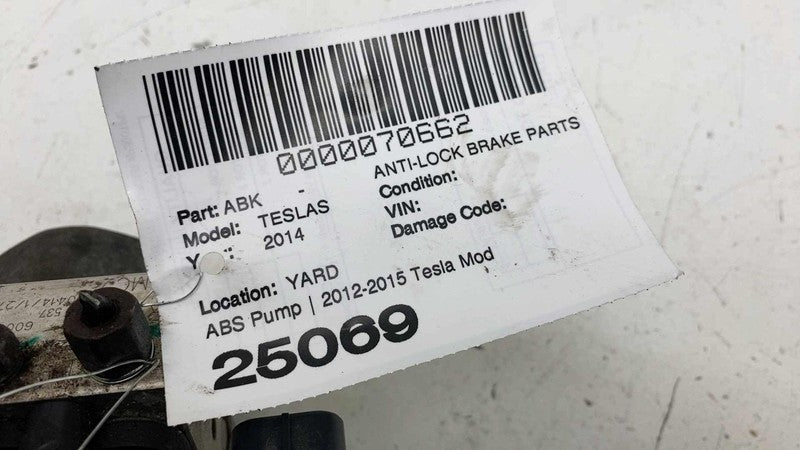 0000070662
Part: ABK - ANTI-LOCK BRAKE PARTS
Model: TESLAS Condition:
2014 VIN:
Damage Code:
Location: YARD
ABS Pump | 2012-2015 Tesla Mod
25069